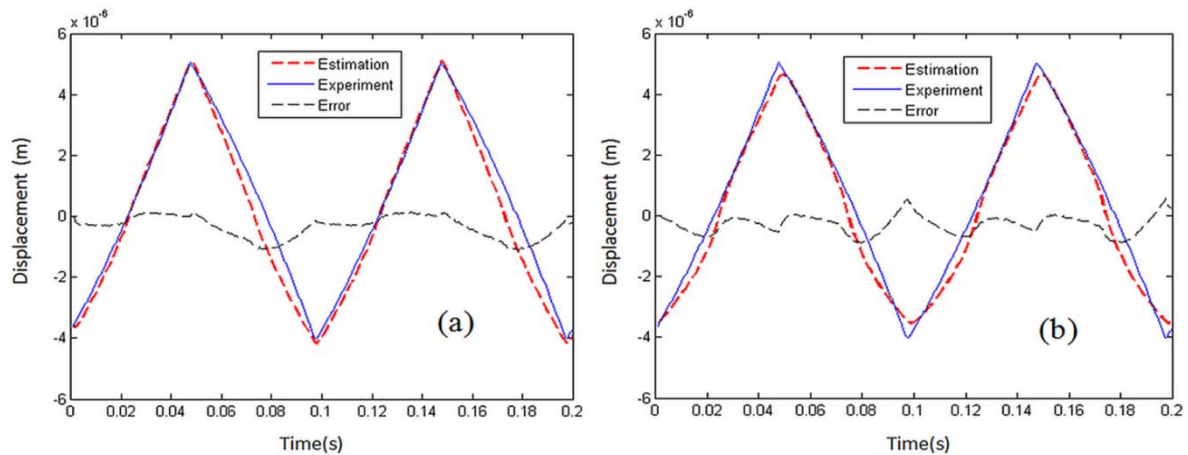 x 10⁻⁶
6
4
2
0
-2
-4
-6
Displacement (m)
Estimation
Experiment
Error
(a)
0 0.02 0.04 0.06 0.08 0.1 0.12 0.14 0.16 0.18 0.2
Time(s)
x 10⁻⁶
6
4
2
0
-2
-4
-6
Displacement (m)
Estimation
Experiment
Error
(b)
0 0.02 0.04 0.06 0.08 0.1 0.12 0.14 0.16 0.18 0.2
Time(s)